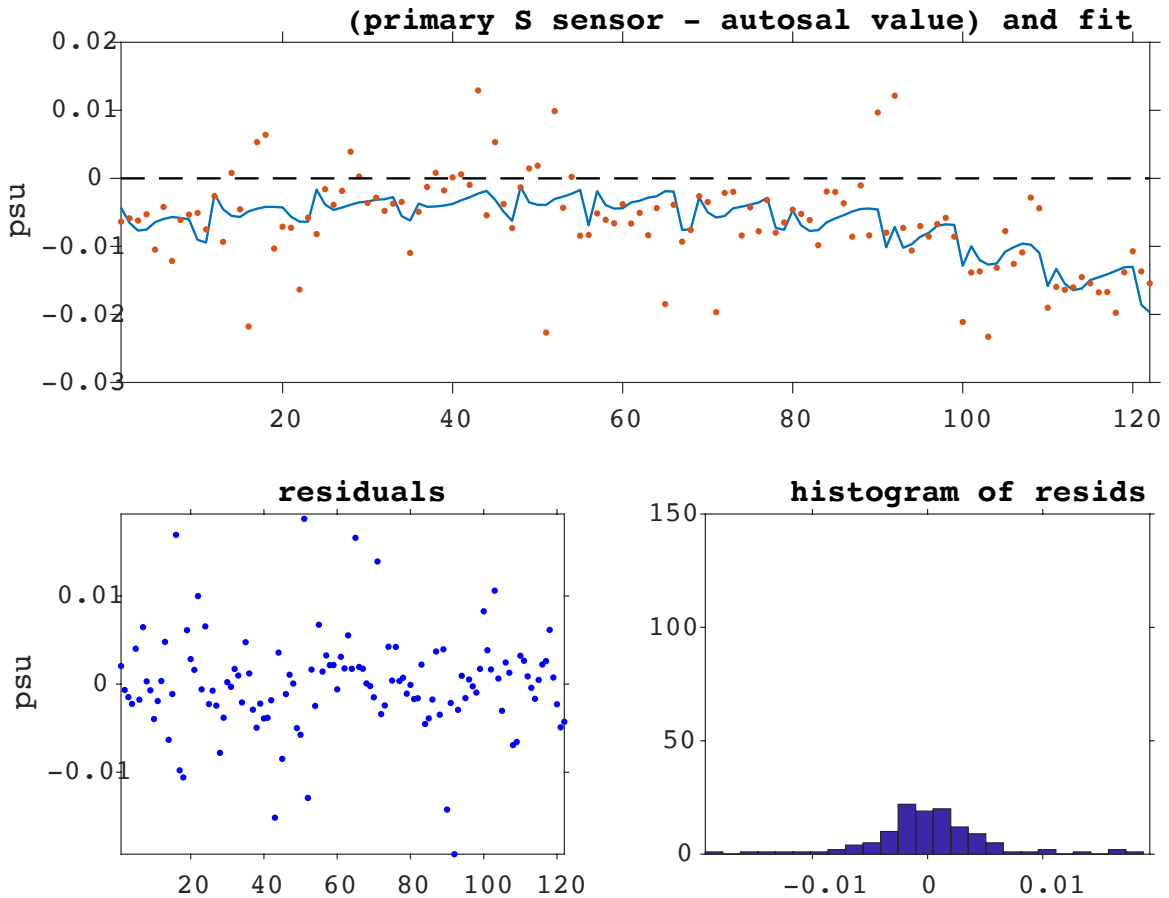 (primary S sensor - autosal value) and fit
0.02
0.01
0
-0.01
-0.02
-0.03
psu
20 40 60 80 100 120
residuals
0.01
0
-0.01
psu
20 40 60 80 100 120
histogram of resids
150
100
50
0
-0.01 0 0.01